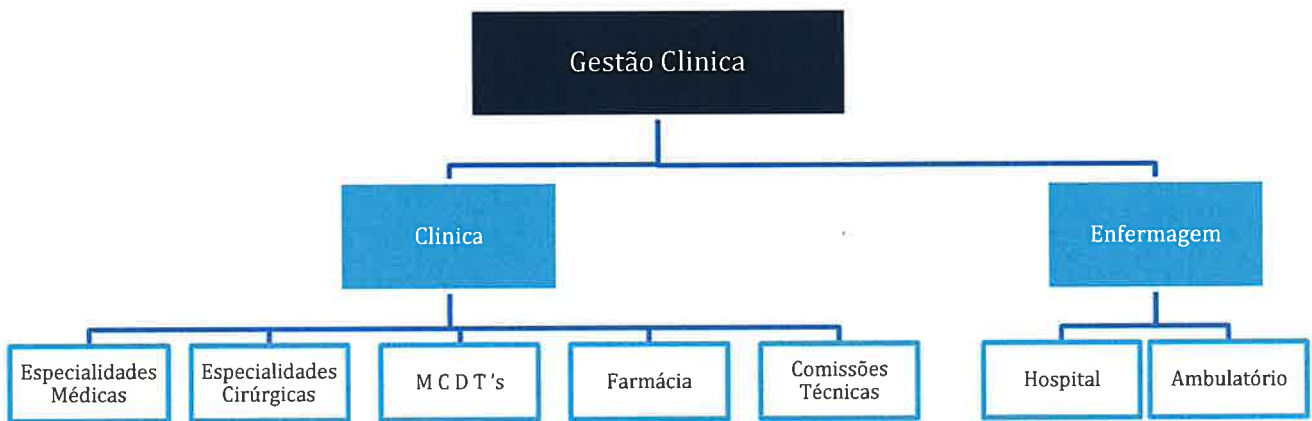 Gestão Clinica
Clinica
Enfermagem
Especialidades
Médicas
Especialidades
Cirúrgicas
M C D T 's
Farmácia
Comissões
Técnicas
Hospital
Ambulatório